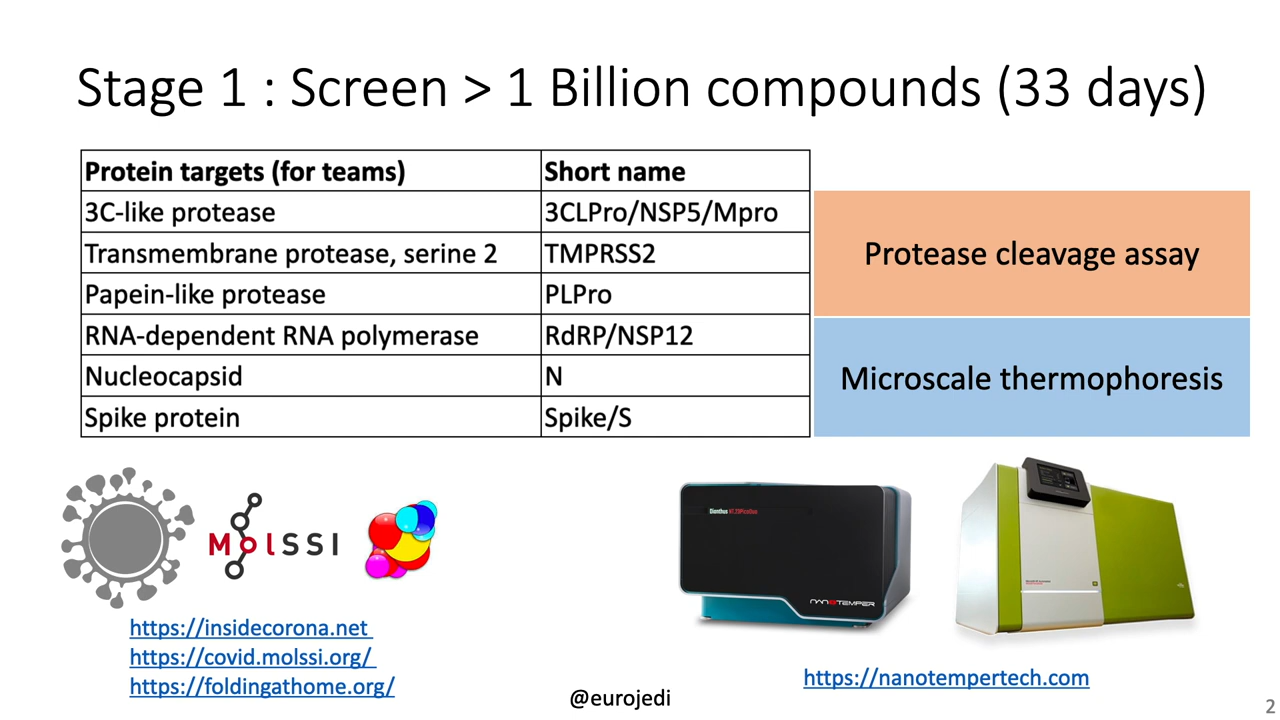 Stage 1 : Screen > 1 Billion compounds (33 days)
Protein targets (for teams) Short name
3C-like protease 3CLPro/NSP5/Mpro
Transmembrane protease, serine 2 TMPRSS2
Papein-like protease PLPro
RNA-dependent RNA polymerase RdRP/NSP12
Nucleocapsid N
Spike protein Spike/S
Protease cleavage assay
Microscale thermophoresis
MolSSI
https://insidecorona.net
https://covid.molssi.org/
https://foldingathome.org/
Dianthus
NANOTEMPER
https://nanotempertech.com
@eurojedi
2